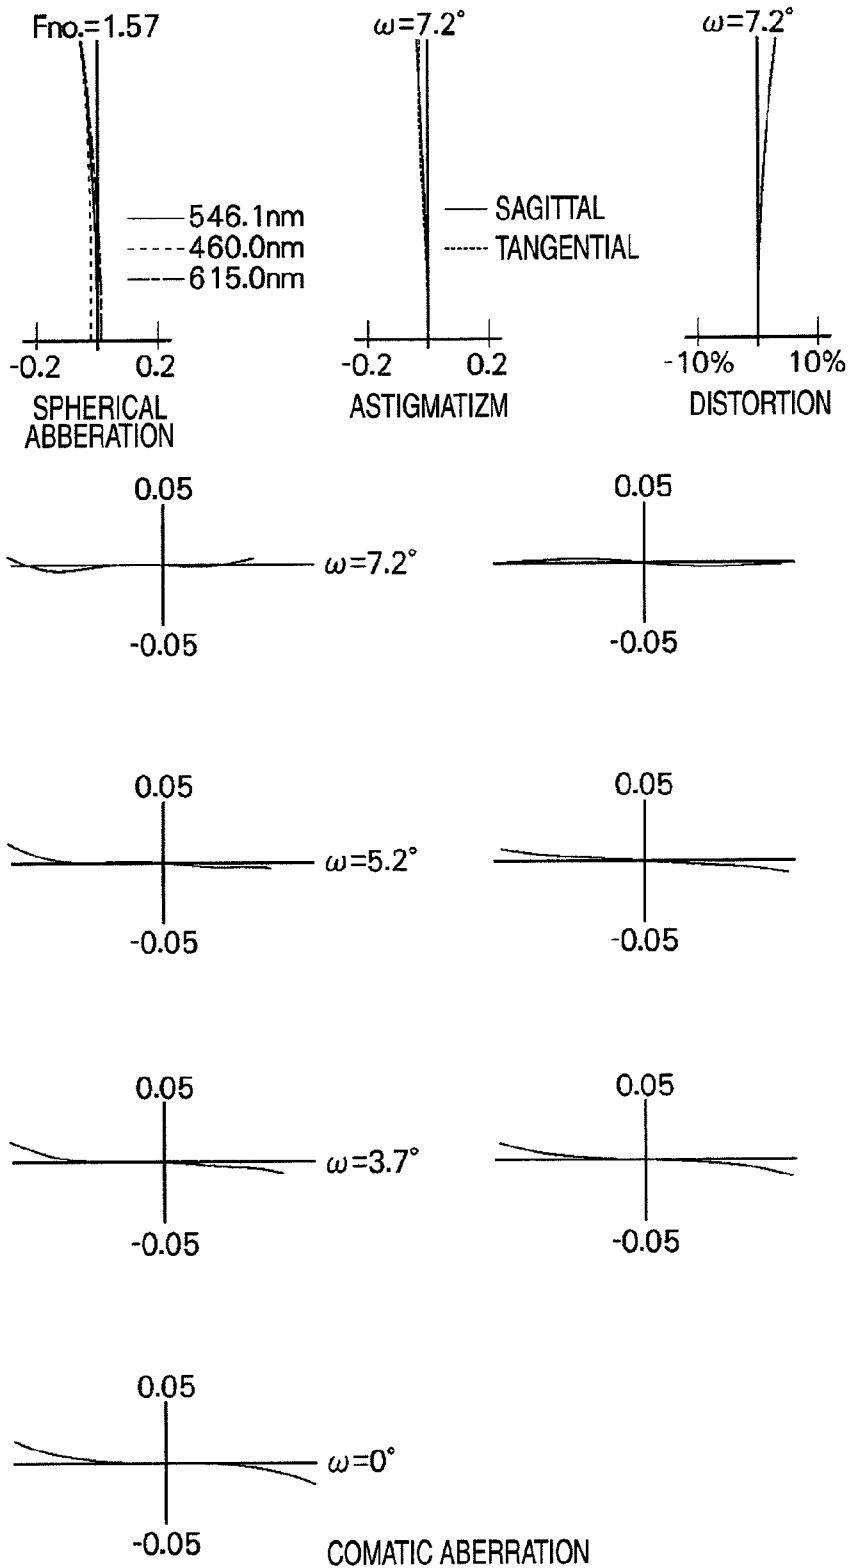 Fno.=1.57
ω=7.2°
ω=7.2°
546.1nm
460.0nm
615.0nm
SAGITTAL
TANGENTIAL
-0.2 0.2
-0.2 0.2
-10% 10%
SPHERICAL
ABBERATION
ASTIGMATIZM
DISTORTION
0.05 0.05
ω=7.2°
-0.05 -0.05
0.05 0.05
ω=5.2°
-0.05 -0.05
0.05 0.05
ω=3.7°
-0.05 -0.05
0.05
ω=0°
-0.05
COMATIC ABERRATION